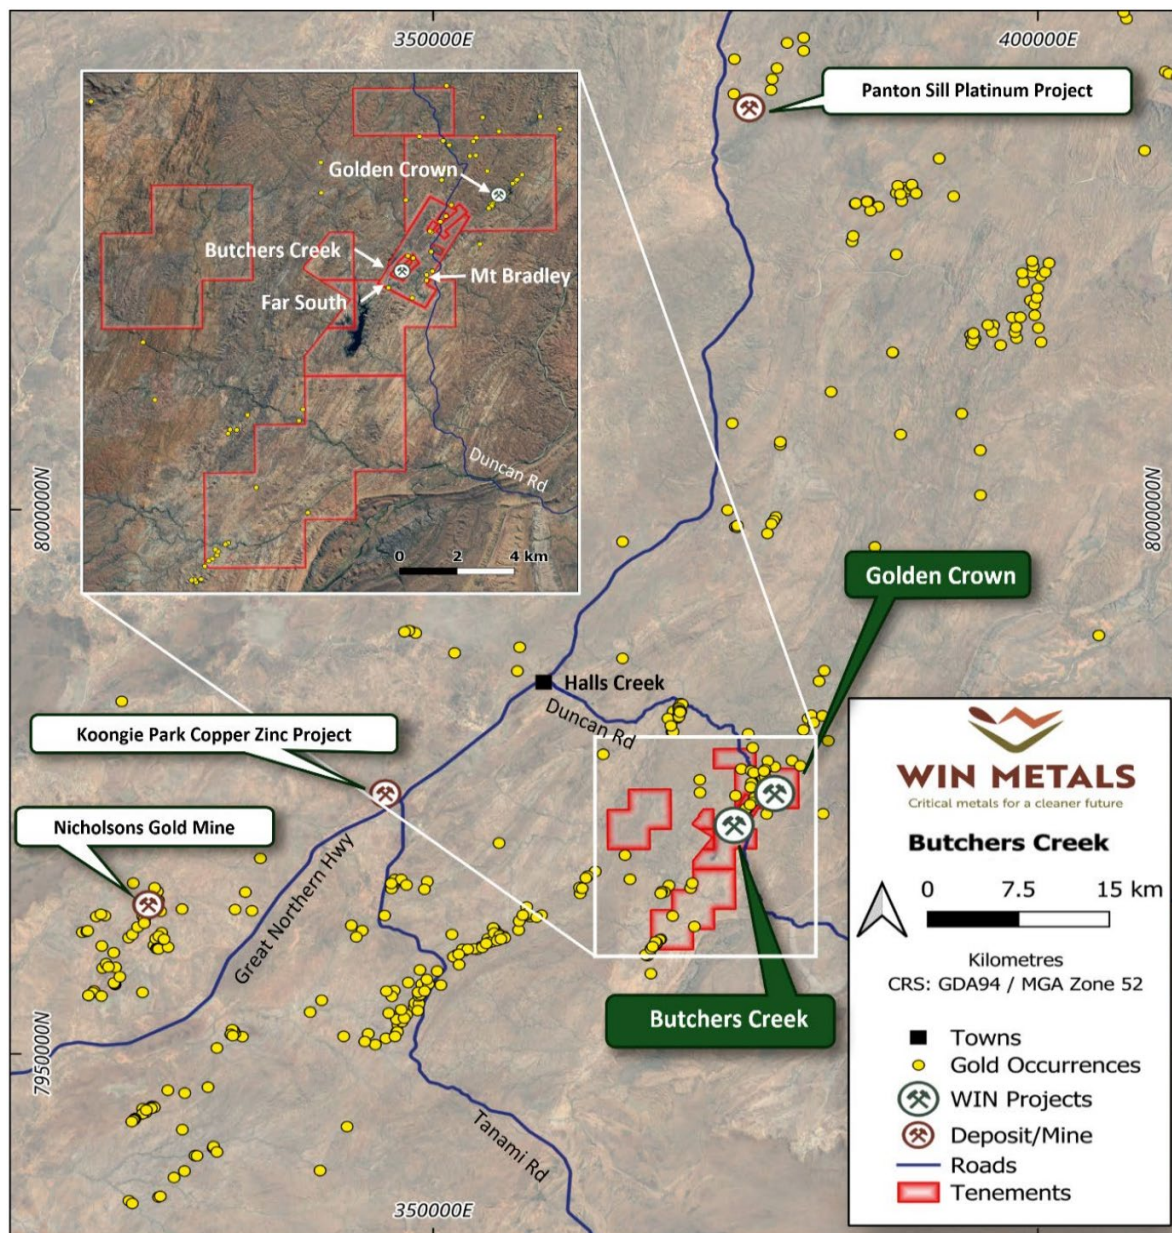 350000E
400000E
Panton Sill Platinum Project
Golden Crown
Butchers Creek
Mt Bradley
Far South
Duncan Rd
0 2 4 km
8000000N
8000000N
Golden Crown
Halls Creek
Duncan Rd
Koongie Park Copper Zinc Project
Nicholsons Gold Mine
Great Northern Hwy
Butchers Creek
7950000N
Tanami Rd
350000E
WIN METALS
Critical metals for a cleaner future
Butchers Creek
0 7.5 15 km
Kilometres
CRS: GDA94 / MGA Zone 52
Towns
Gold Occurrences
WIN Projects
Deposit/Mine
Roads
Tenements